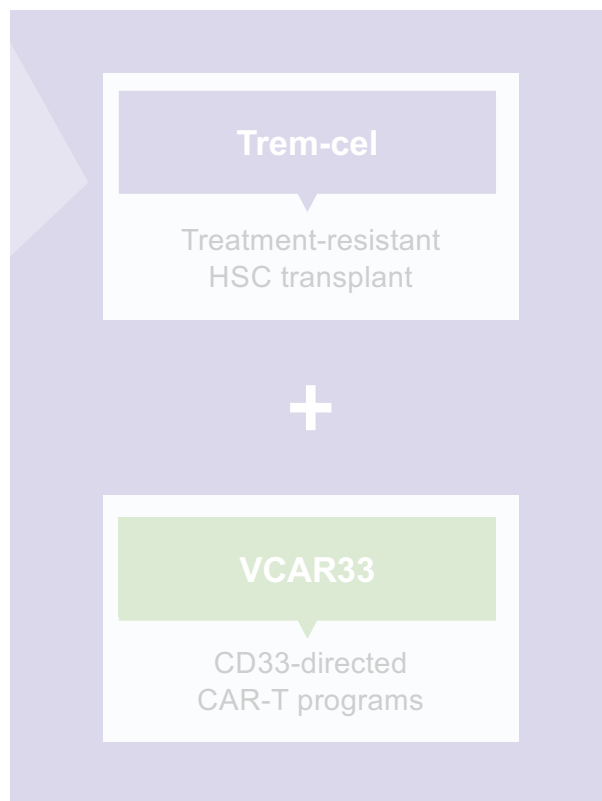 Trem-cel
Treatment-resistant
HSC transplant
+
VCAR33
CD33-directed
CAR-T programs